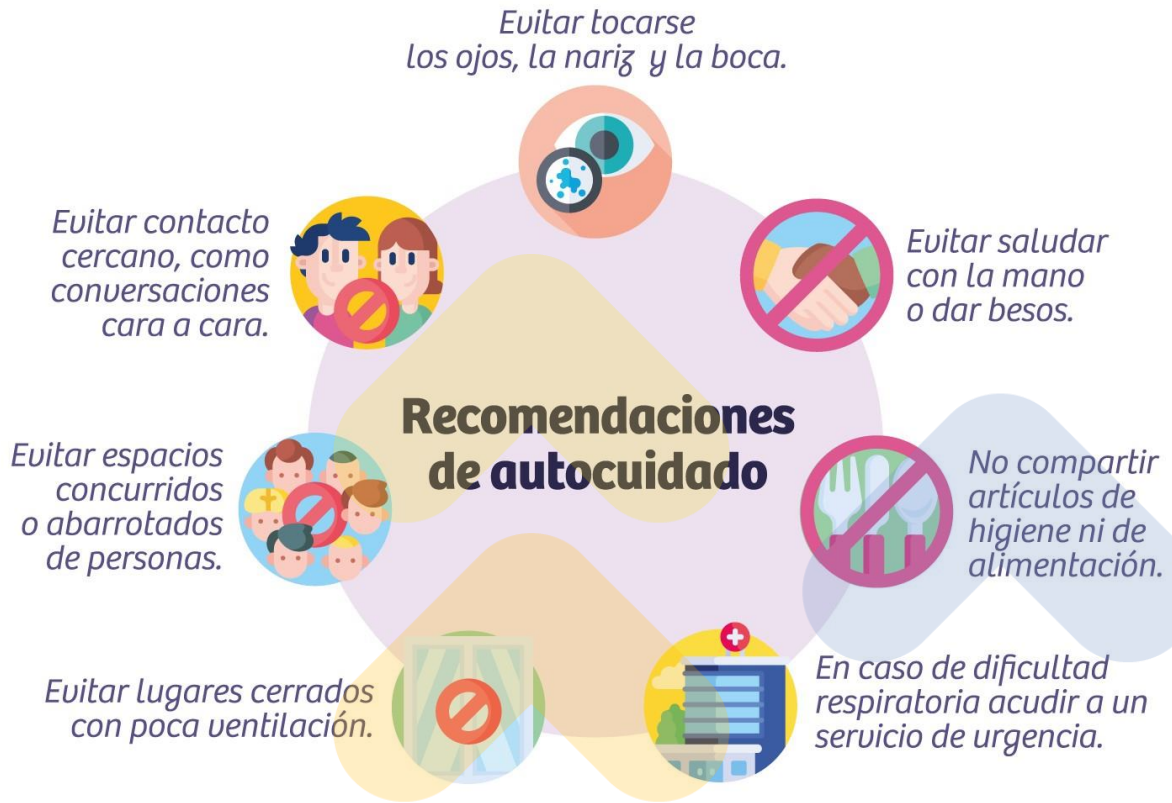 Evitar tocarse
los ojos, la nariz y la boca.
Evitar contacto
cercano, como
conversaciones
cara a cara.
Evitar saludar
con la mano
o dar besos.
Recomendaciones
de autocuidado
Evitar espacios
concurridos
o abarrotados
de personas.
No compartir
artículos de
higiene ni de
alimentación.
Evitar lugares cerrados
con poca ventilación.
En caso de dificultad
respiratoria acudir a un
servicio de urgencia.